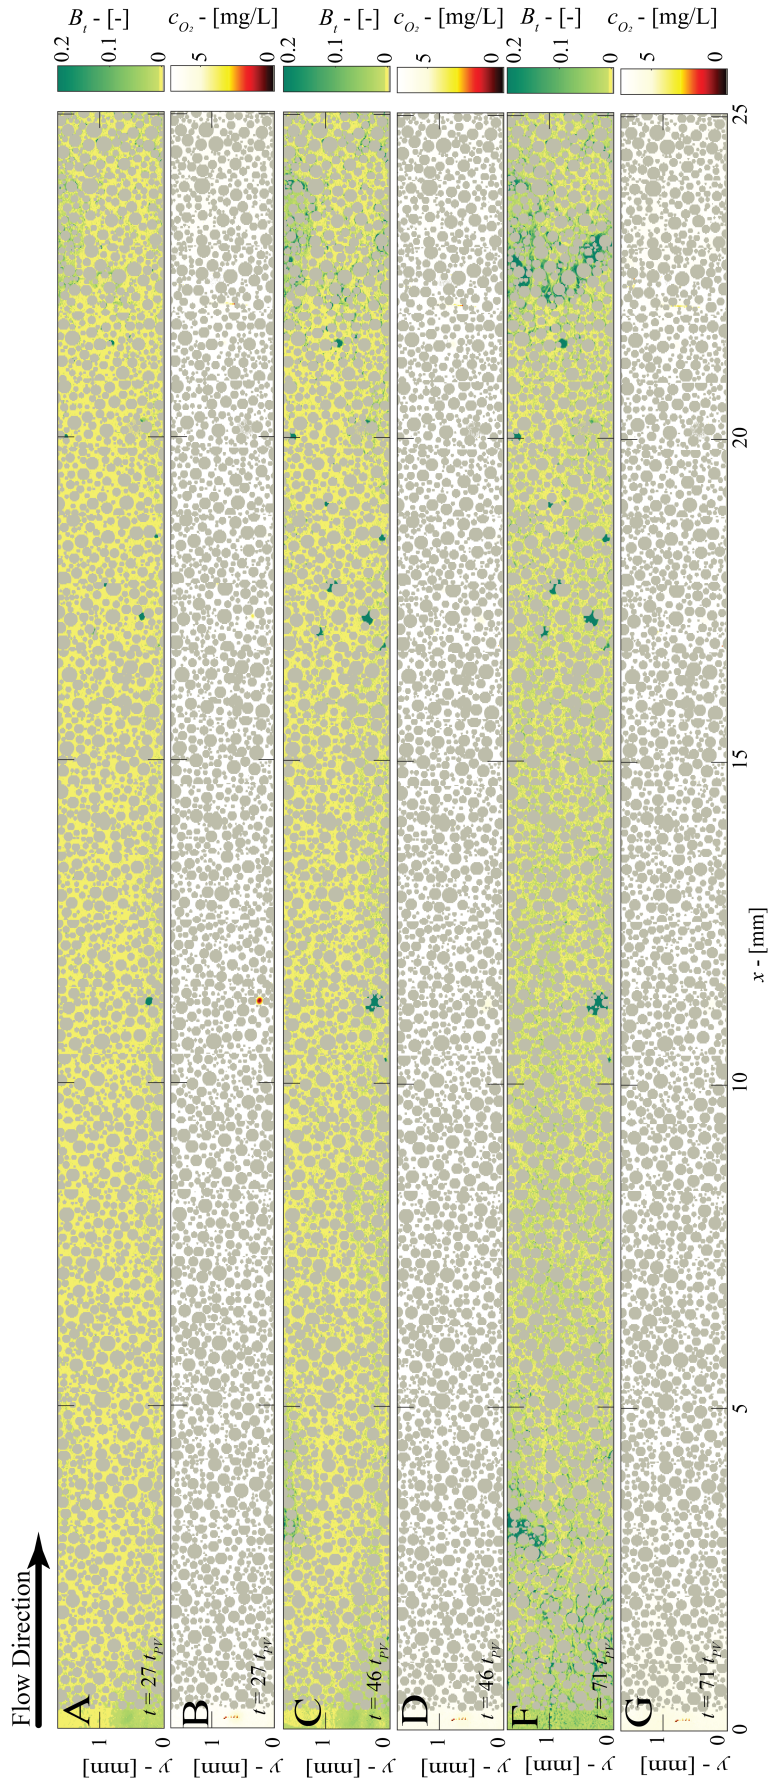 Flow Direction
A
t = 27 t_PV
y - [mm]
1
0
B_t - [-]
0.2
0.1
0
B
t = 27 t_PV
y - [mm]
1
0
c_O₂ - [mg/L]
5
0
C
t = 46 t_PV
y - [mm]
1
0
B_t - [-]
0.2
0.1
0
D
t = 46 t_PV
y - [mm]
1
0
c_O₂ - [mg/L]
5
0
F
t = 71 t_PV
y - [mm]
1
0
B_t - [-]
0.2
0.1
0
G
t = 71 t_PV
y - [mm]
1
0
c_O₂ - [mg/L]
5
0
0 5 10 15 20 25
x - [mm]